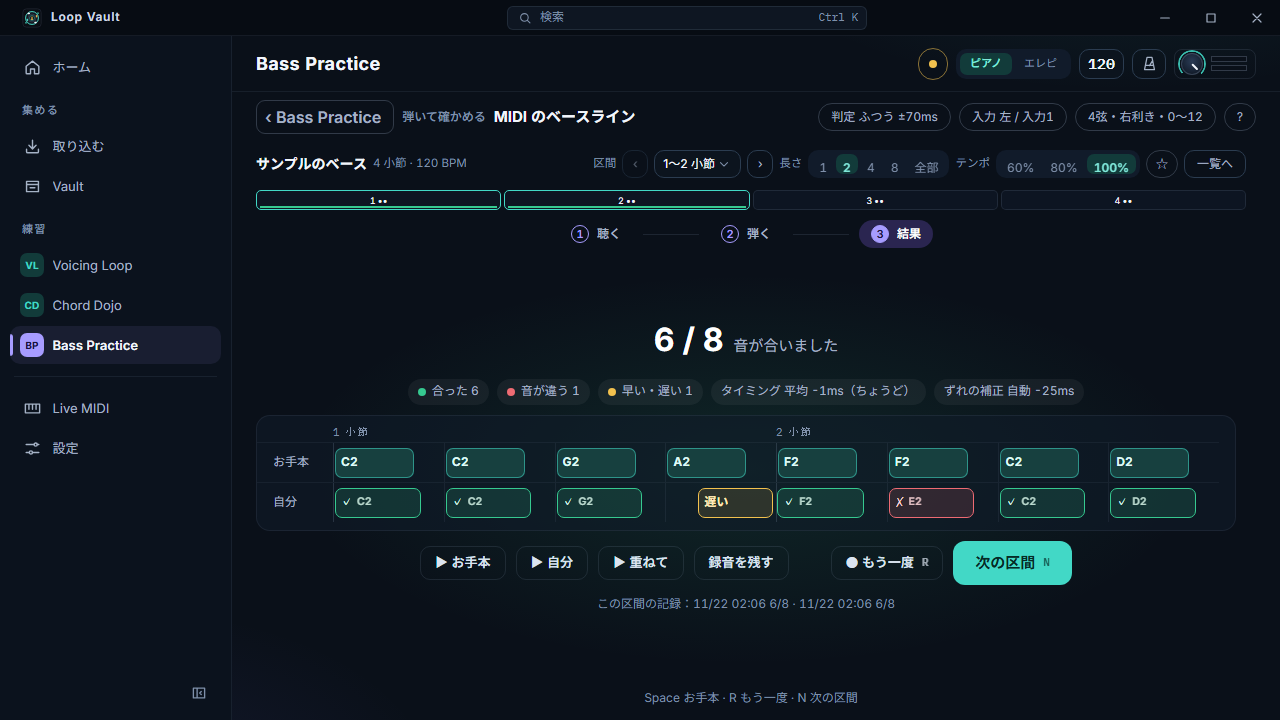 Loop Vault
検索 Ctrl K
ホーム
集める
取り込む
Vault
練習
VL Voicing Loop
CD Chord Dojo
BP Bass Practice
Live MIDI
設定
Bass Practice
ピアノ エレピ 120
‹ Bass Practice 弾いて確かめる MIDI のベースライン 判定 ふつう ±70ms 入力 左 / 入力1 4弦・右利き・0〜12 ?
サンプルのベース 4 小節 · 120 BPM 区間 ‹ 1〜2 小節 › 長さ 1 2 4 8 全部 テンポ 60% 80% 100% ☆ 一覧へ
1 •• 2 •• 3 •• 4 ••
1 聴く 2 弾く 3 結果
6 / 8 音が合いました
合った 6 音が違う 1 早い・遅い 1 タイミング 平均 -1ms（ちょうど） ずれの補正 自動 -25ms
1 小節 2 小節
お手本 C2 C2 G2 A2 F2 F2 C2 D2
自分 ✓ C2 ✓ C2 ✓ G2 遅い ✓ F2 ✗ E2 ✓ C2 ✓ D2
▶ お手本 ▶ 自分 ▶ 重ねて 録音を残す ● もう一度 R 次の区間 N
この区間の記録：11/22 02:06 6/8 · 11/22 02:06 6/8
Space お手本 · R もう一度 · N 次の区間